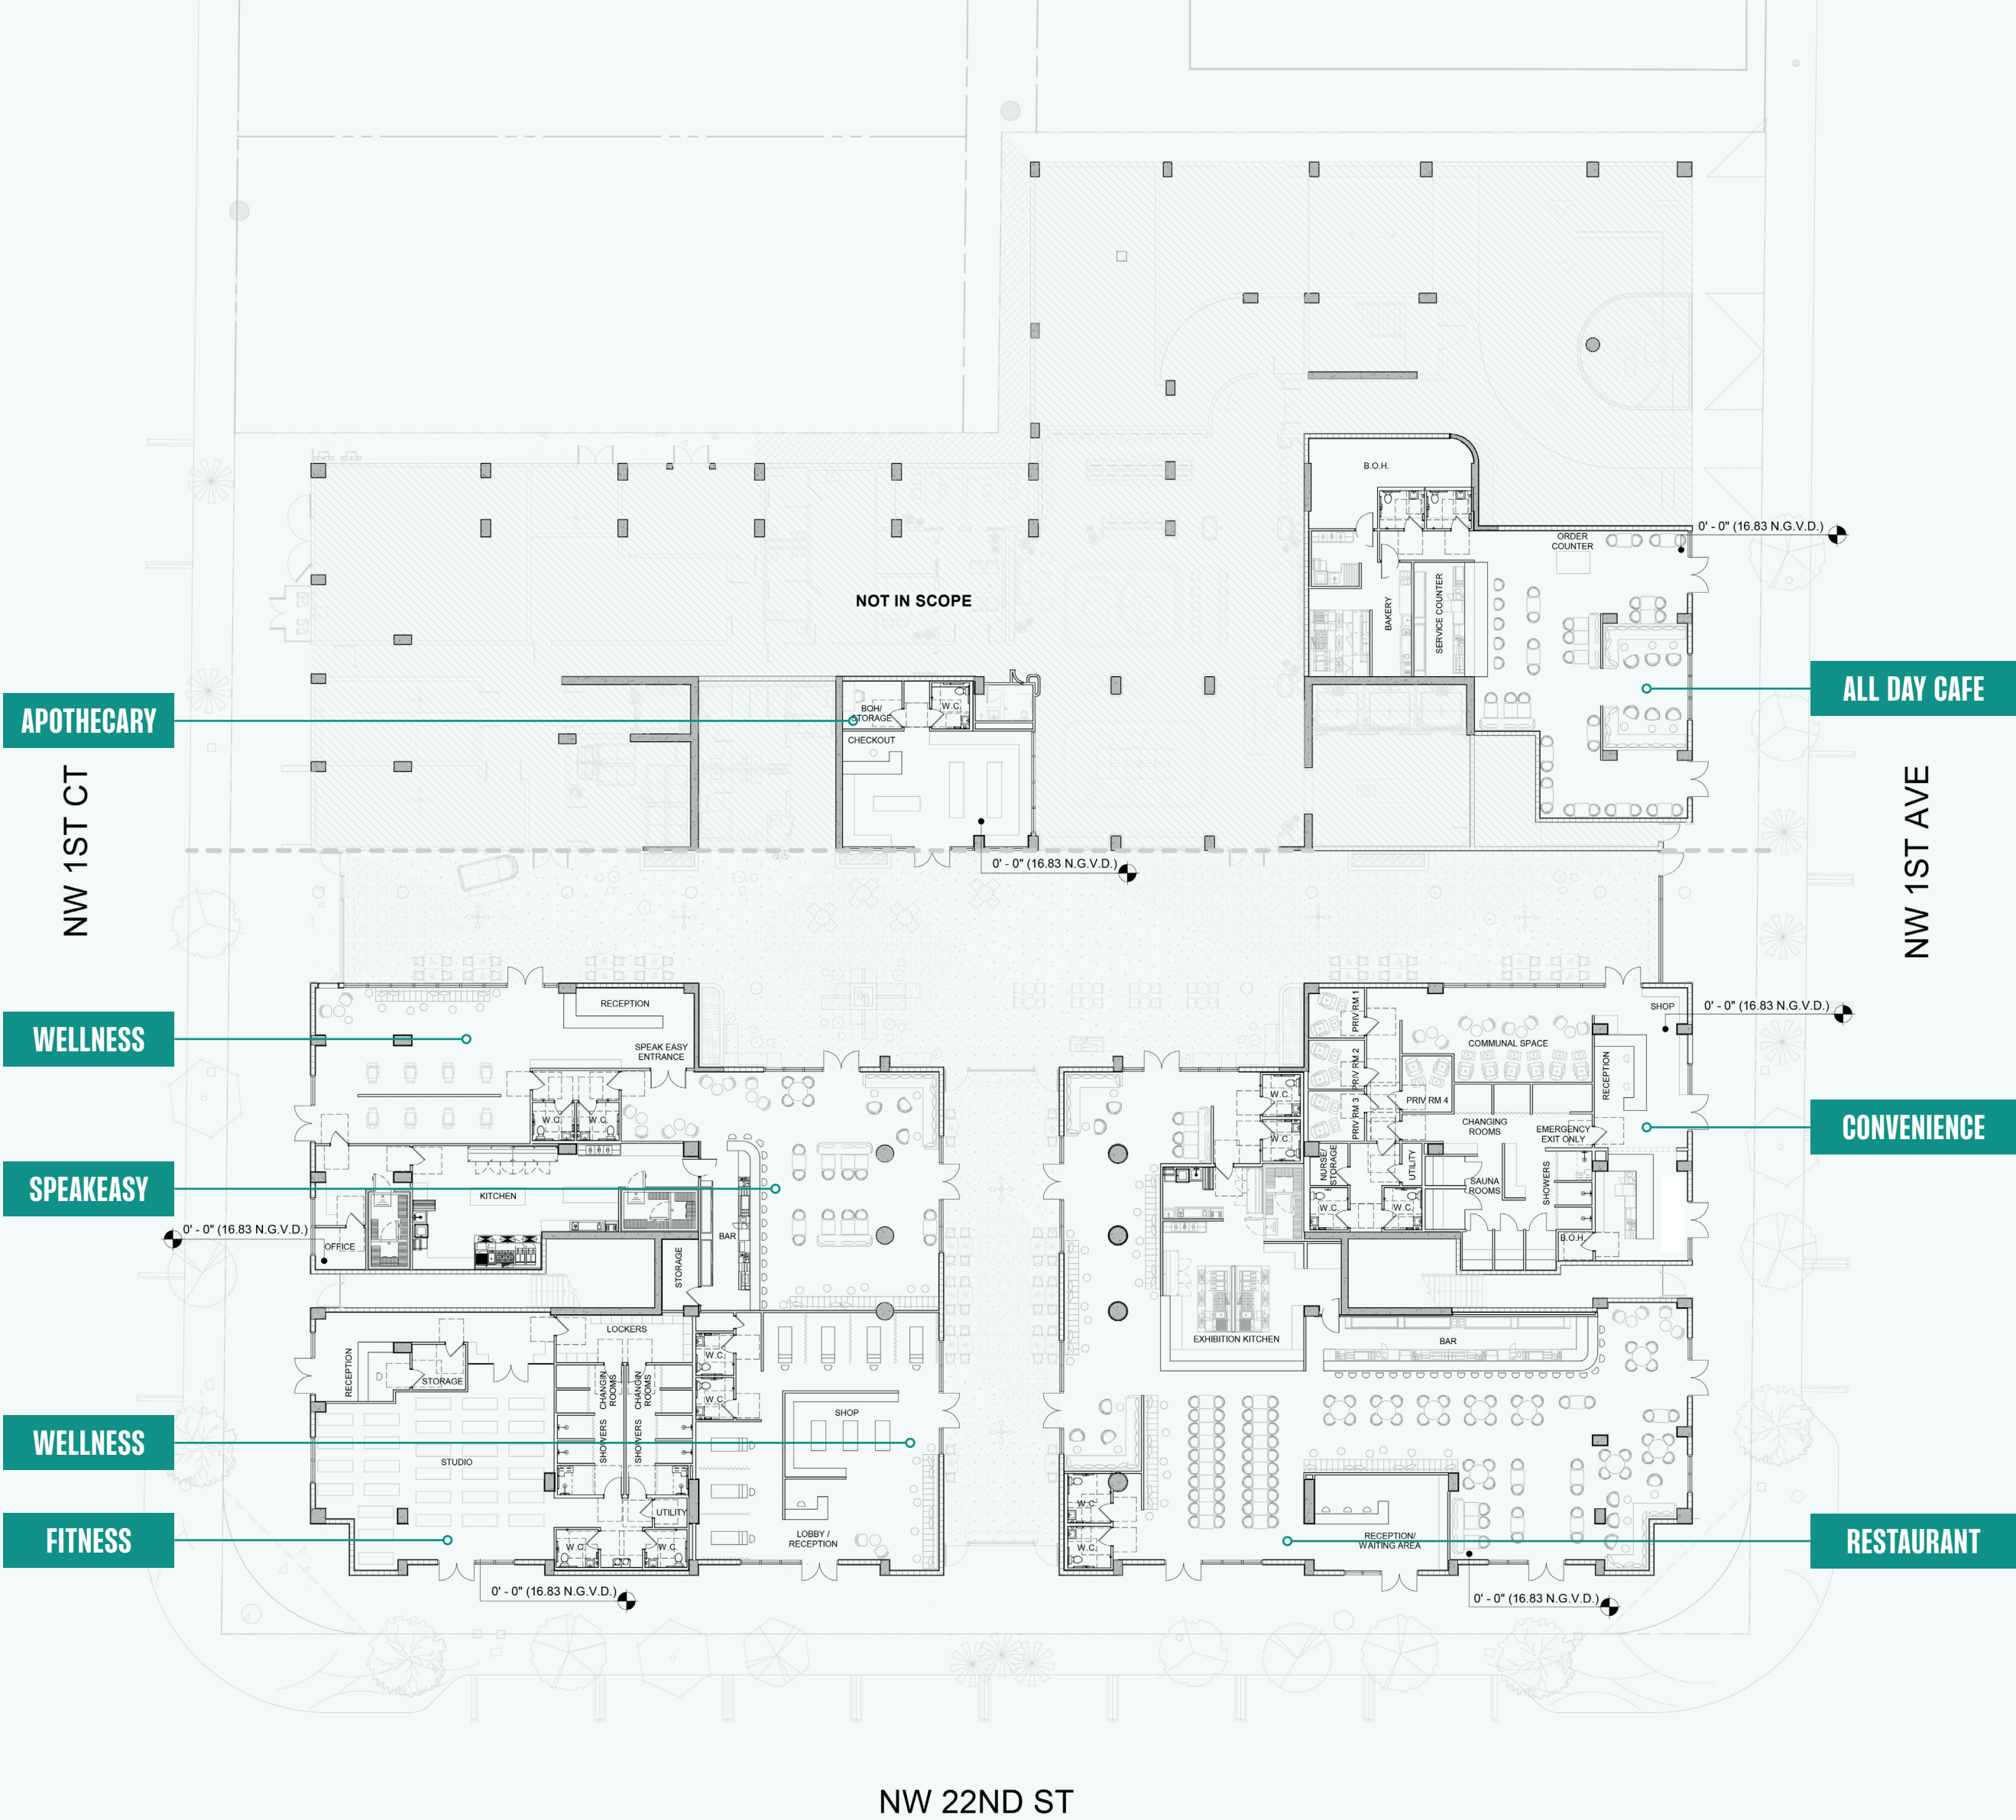 B.O.H.
0' - 0" (16.83 N.G.V.D.)
ORDER
COUNTER
SERVICE COUNTER
BAKERY
NOT IN SCOPE
ALL DAY CAFE
APOTHECARY
BOH/
STORAGE
W.C.
CHECKOUT
NW 1ST CT
NW 1ST AVE
0' - 0" (16.83 N.G.V.D.)
RECEPTION
SPEAK EASY
ENTRANCE
WELLNESS
W.C.
W.C.
PRIV RM 1
PRIV RM 2
PRIV RM 3
PRIV RM 4
COMMUNAL SPACE
SHOP
0' - 0" (16.83 N.G.V.D.)
RECEPTION
CHANGING
ROOMS
EMERGENCY
EXIT ONLY
CONVENIENCE
W.C.
W.C.
NURSE/
STORAGE
UTILITY
SAUNA
ROOMS
SHOWERS
W.C.
W.C.
B.O.H.
SPEAKEASY
KITCHEN
0' - 0" (16.83 N.G.V.D.)
OFFICE
BAR
STORAGE
EXHIBITION KITCHEN
BAR
LOCKERS
RECEPTION
STORAGE
CHANGIN
ROOMS
CHANGIN
ROOMS
W.C.
W.C.
SHOP
WELLNESS
SHOWERS
SHOWERS
STUDIO
UTILITY
FITNESS
W.C.
W.C.
LOBBY /
RECEPTION
W.C.
W.C.
RECEPTION/
WAITING AREA
RESTAURANT
0' - 0" (16.83 N.G.V.D.)
0' - 0" (16.83 N.G.V.D.)
NW 22ND ST